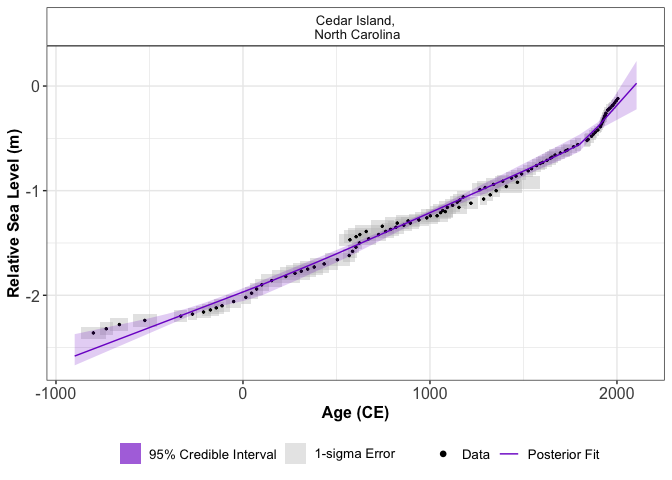 Cedar Island,
North Carolina
Relative Sea Level (m)
0
-1
-2
-1000
0
1000
2000
Age (CE)
95% Credible Interval
1-sigma Error
Data
Posterior Fit